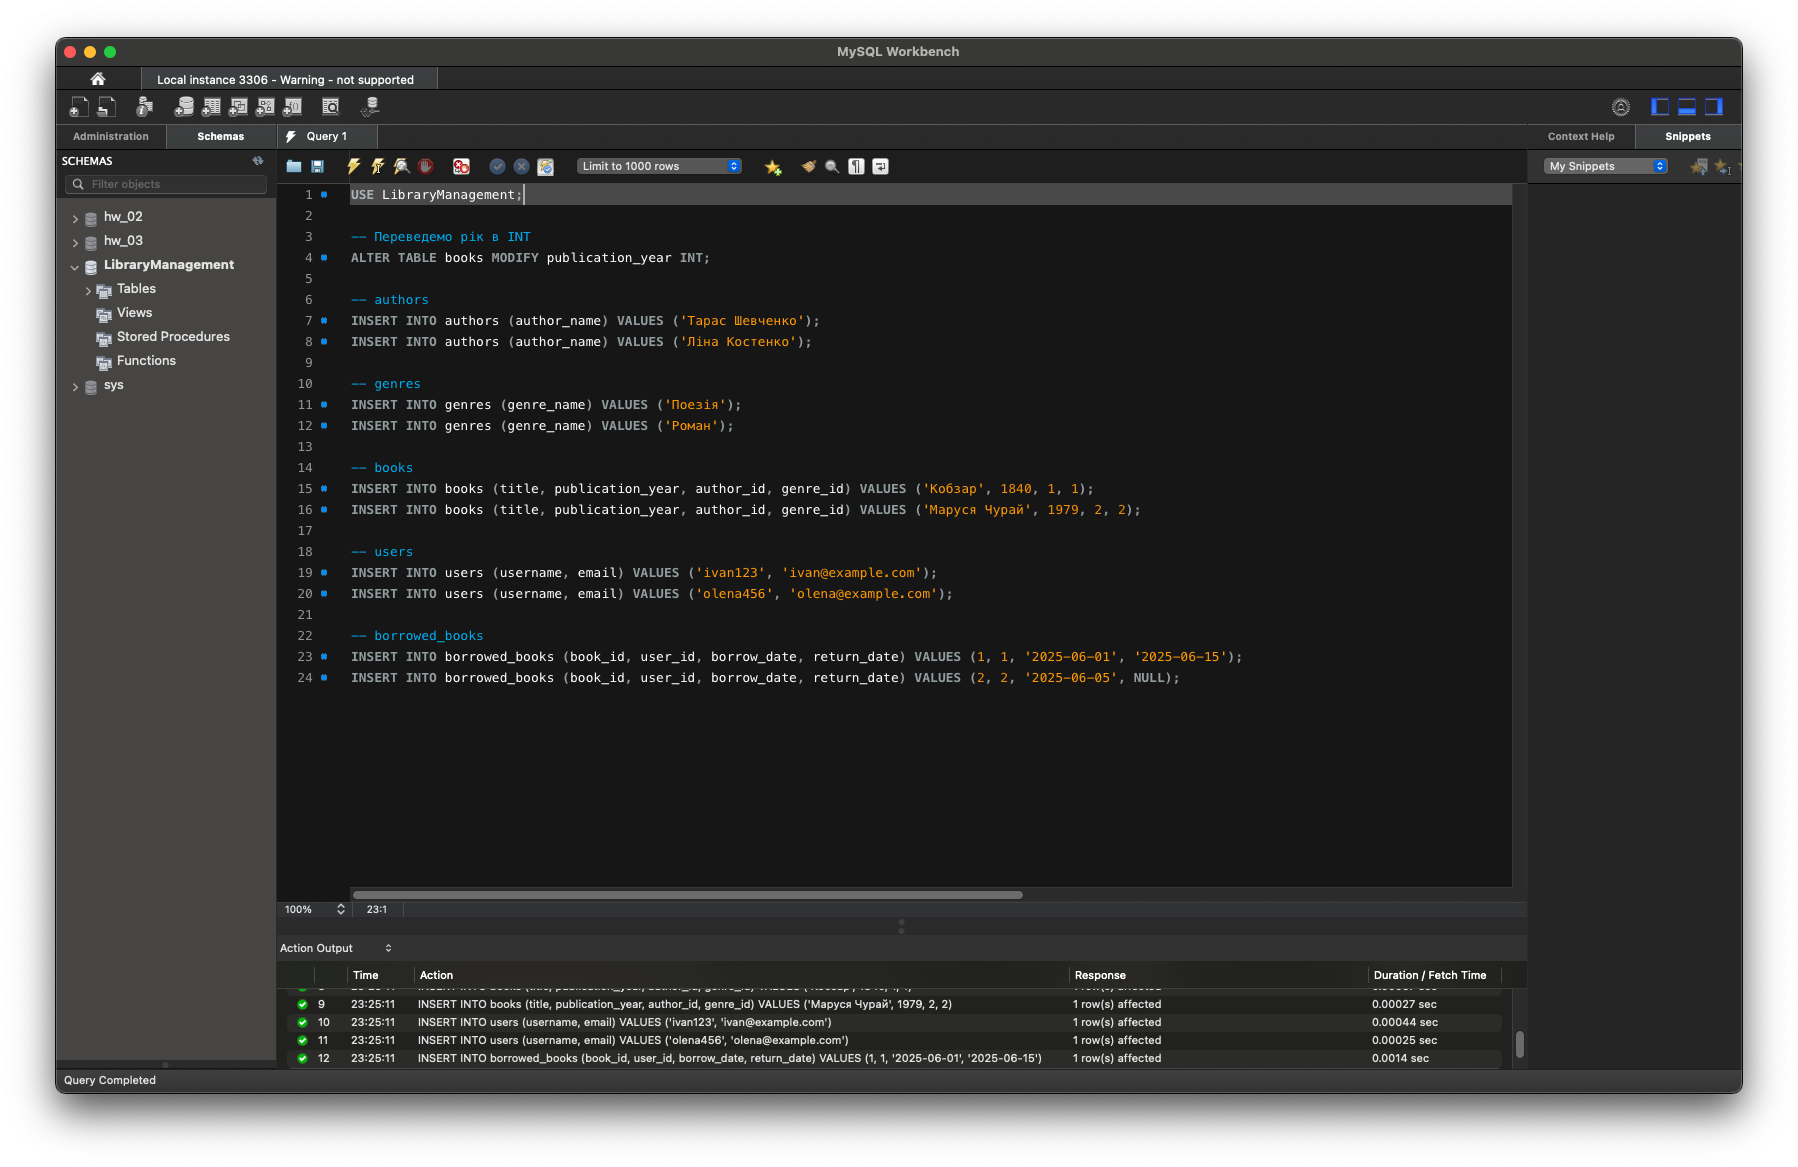 MySQL Workbench
Local instance 3306 - Warning - not supported
Administration
Schemas
Query 1
Context Help
Snippets
SCHEMAS
Filter objects
hw_02
hw_03
LibraryManagement
Tables
Views
Stored Procedures
Functions
sys
Limit to 1000 rows
My Snippets
1 USE LibraryManagement;
2
3 -- Переведемо рік в INT
4 ALTER TABLE books MODIFY publication_year INT;
5
6 -- authors
7 INSERT INTO authors (author_name) VALUES ('Тарас Шевченко');
8 INSERT INTO authors (author_name) VALUES ('Ліна Костенко');
9
10 -- genres
11 INSERT INTO genres (genre_name) VALUES ('Поезія');
12 INSERT INTO genres (genre_name) VALUES ('Роман');
13
14 -- books
15 INSERT INTO books (title, publication_year, author_id, genre_id) VALUES ('Кобзар', 1840, 1, 1);
16 INSERT INTO books (title, publication_year, author_id, genre_id) VALUES ('Маруся Чурай', 1979, 2, 2);
17
18 -- users
19 INSERT INTO users (username, email) VALUES ('ivan123', 'ivan@example.com');
20 INSERT INTO users (username, email) VALUES ('olena456', 'olena@example.com');
21
22 -- borrowed_books
23 INSERT INTO borrowed_books (book_id, user_id, borrow_date, return_date) VALUES (1, 1, '2025-06-01', '2025-06-15');
24 INSERT INTO borrowed_books (book_id, user_id, borrow_date, return_date) VALUES (2, 2, '2025-06-05', NULL);
100% 23:1
Action Output
Time Action Response Duration / Fetch Time
9 23:25:11 INSERT INTO books (title, publication_year, author_id, genre_id) VALUES ('Маруся Чурай', 1979, 2, 2) 1 row(s) affected 0.00027 sec
10 23:25:11 INSERT INTO users (username, email) VALUES ('ivan123', 'ivan@example.com') 1 row(s) affected 0.00044 sec
11 23:25:11 INSERT INTO users (username, email) VALUES ('olena456', 'olena@example.com') 1 row(s) affected 0.00025 sec
12 23:25:11 INSERT INTO borrowed_books (book_id, user_id, borrow_date, return_date) VALUES (1, 1, '2025-06-01', '2025-06-15') 1 row(s) affected 0.0014 sec
Query Completed